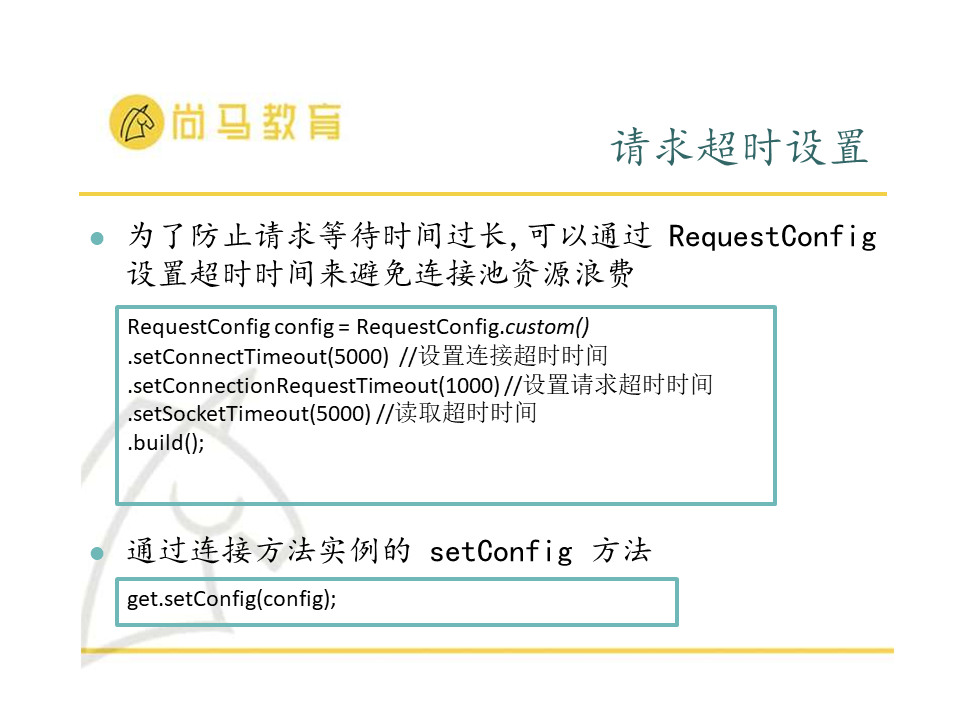 尚马教育
请求超时设置
为了防止请求等待时间过长,可以通过 RequestConfig
设置超时时间来避免连接池资源浪费
RequestConfig config = RequestConfig.custom()
.setConnectTimeout(5000)  //设置连接超时时间
.setConnectionRequestTimeout(1000) //设置请求超时时间
.setSocketTimeout(5000) //读取超时时间
.build();
通过连接方法实例的 setConfig 方法
get.setConfig(config);